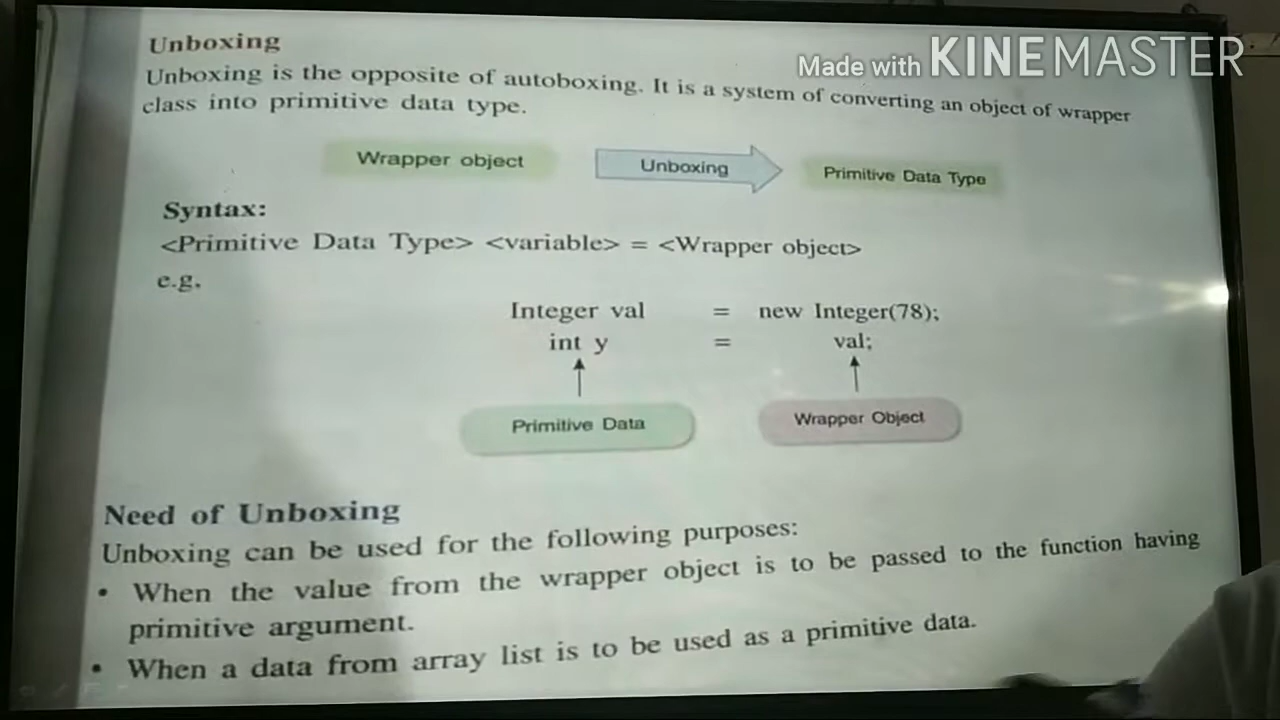 Unboxing
Made with KINEMASTER
Unboxing is the opposite of autoboxing. It is a system of converting an object of wrapper
class into primitive data type.
Wrapper object
Unboxing
Primitive Data Type
Syntax:
<Primitive Data Type> <variable> = <Wrapper object>
e.g.
Integer val = new Integer(78);
int y = val;
Primitive Data
Wrapper Object
Need of Unboxing
Unboxing can be used for the following purposes:
• When the value from the wrapper object is to be passed to the function having
primitive argument.
• When a data from array list is to be used as a primitive data.